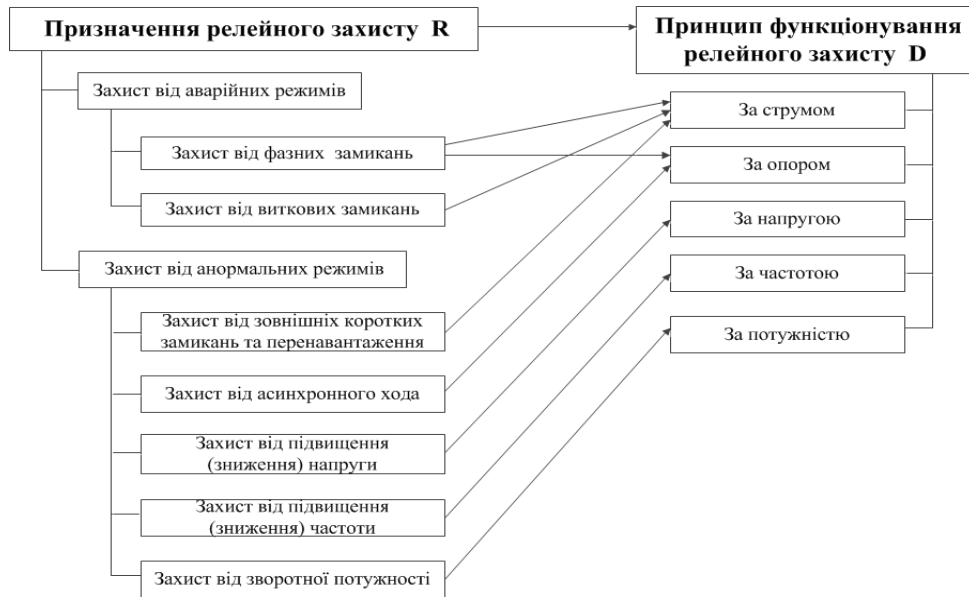 Призначення релейного захисту R
Захист від аварійних режимів
Захист від фазних замикань
Захист від виткових замикань
Захист від анормальних режимів
Захист від зовнішніх коротких
замикань та перенавантаження
Захист від асинхронного хода
Захист від підвищення
(зниження) напруги
Захист від підвищення
(зниження) частоти
Захист від зворотної потужності
Принцип функціонування
релейного захисту D
За струмом
За опором
За напругою
За частотою
За потужністю